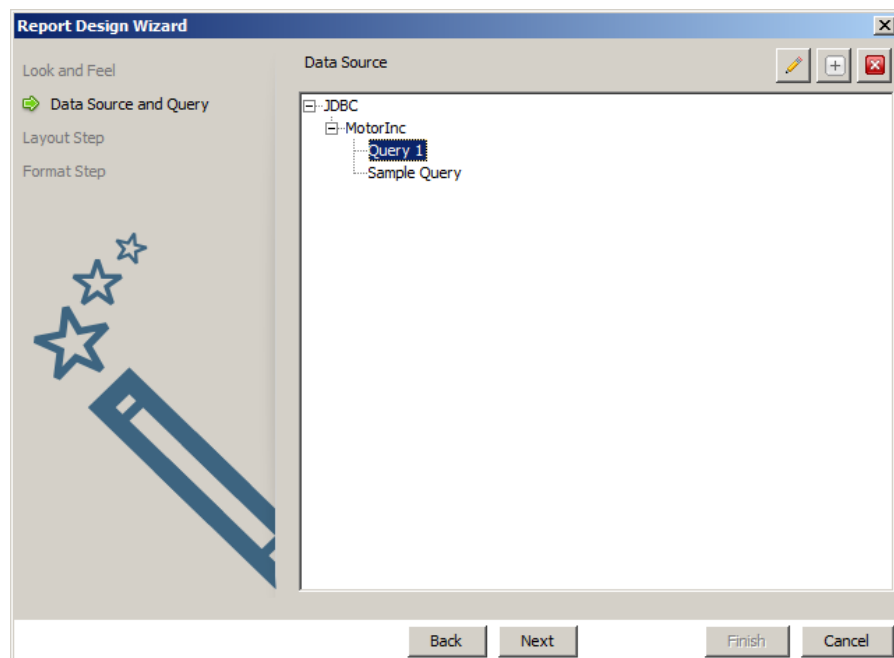 Report Design Wizard
Look and Feel
Data Source and Query
Layout Step
Format Step
Data Source
JDBC
MotorInc
Query 1
Sample Query
Back
Next
Finish
Cancel